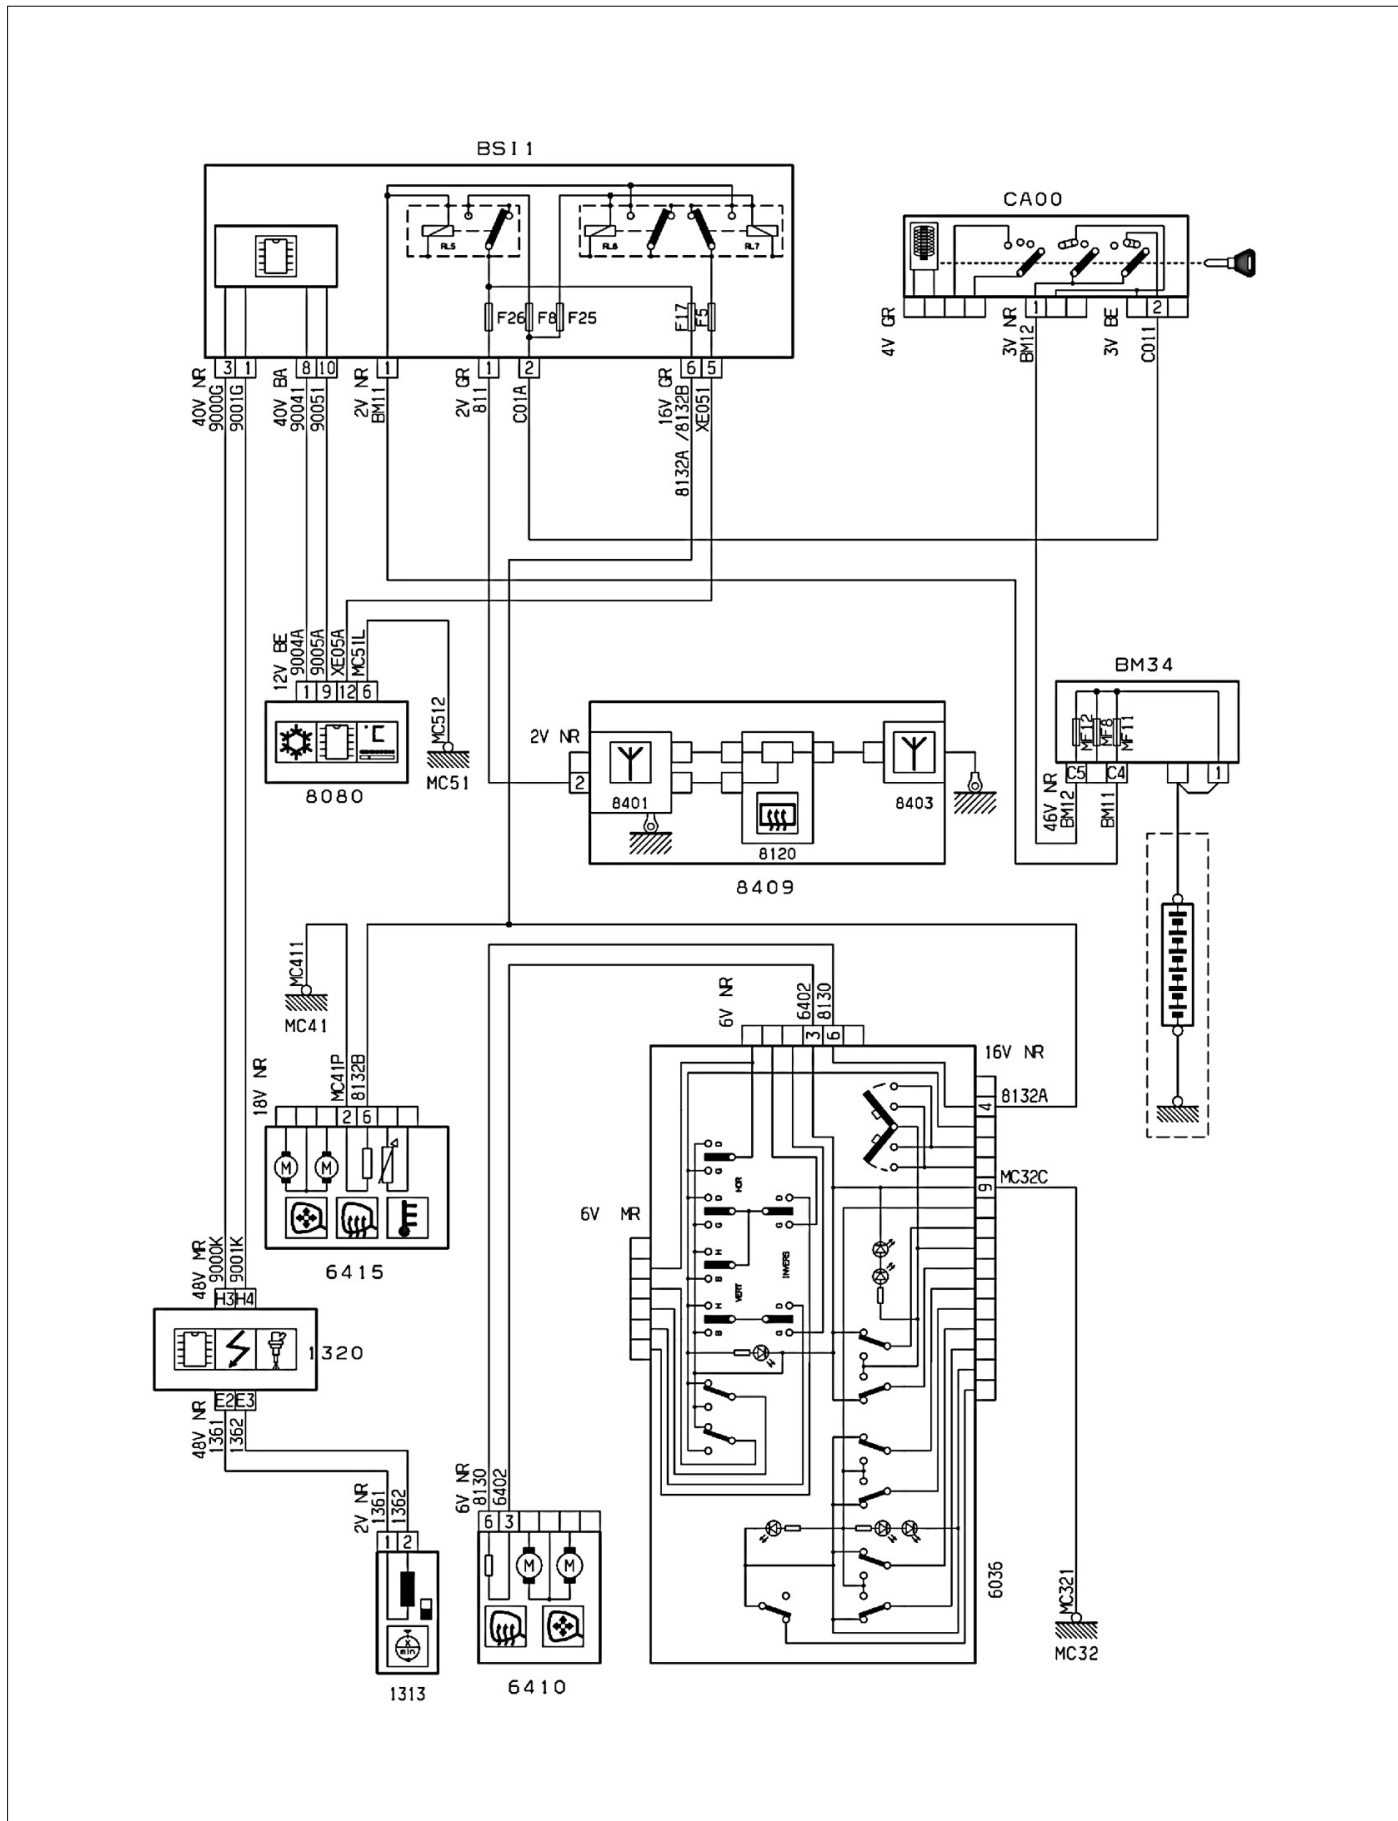 BSI1
CA00
RL5
RL6
RL7
F26
F8
F25
F17
F5
3
1
8
10
1
1
2
6
5
40V NR
9000G
9001G
40V BA
90041
90051
2V NR
BM11
2V GR
811
C01A
16V GR
8132A /8132B
XE051
4V GR
3V NR
BM12
1
3V BE
2
C011
12V BE
9004A
9005A
XE05A
MC51L
1
9
12
6
°C
8080
MC512
MC51
2V NR
2
8401
8120
8403
8409
BM34
MF12
MF8
MF11
C5
C4
1
46V NR
BM12
BM11
MC411
MC41
18V NR
MC41P
8132B
2
6
M
M
6415
6V NR
6402
8130
3
6
16V NR
8132A
4
MC32C
9
6V MR
D
G
HOR
D
G
D
G
H
B
VERT
INVERS
H
B
D
G
6036
MC321
MC32
48V MR
9000K
9001K
H3
H4
1320
E2
E3
48V NR
1361
1362
2V NR
1361
1362
1
2
x
min
1313
6V NR
8130
6402
6
3
M
M
6410